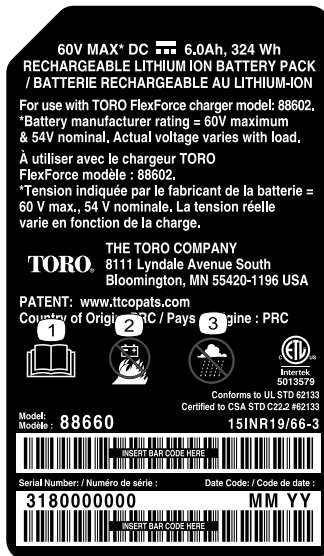 60V MAX* DC 6.0Ah, 324 Wh
RECHARGEABLE LITHIUM ION BATTERY PACK
/ BATTERIE RECHARGEABLE AU LITHIUM-ION
For use with TORO FlexForce charger model: 88602.
*Battery manufacturer rating = 60V maximum
& 54V nominal. Actual voltage varies with load.
À utiliser avec le chargeur TORO
FlexForce modèle : 88602.
*Tension indiquée par le fabricant de la batterie =
60 V max., 54 V nominale. La tension réelle
varie en fonction de la charge.
TORO®
THE TORO COMPANY
8111 Lyndale Avenue South
Bloomington, MN 55420-1196 USA
PATENT: www.ttcopats.com
Country of PRC / Pays : PRC
1 2 3
C ETL US
Intertek
5013579
Conforms to UL STD 62133
Certified to CSA STD C22.2 #62133
Model:
Modèle : 88660 15INR19/66-3
INSERT BAR CODE HERE
Serial Number: / Numéro de série : Date Code: / Code de date :
3180000000 MM YY
INSERT BAR CODE HERE